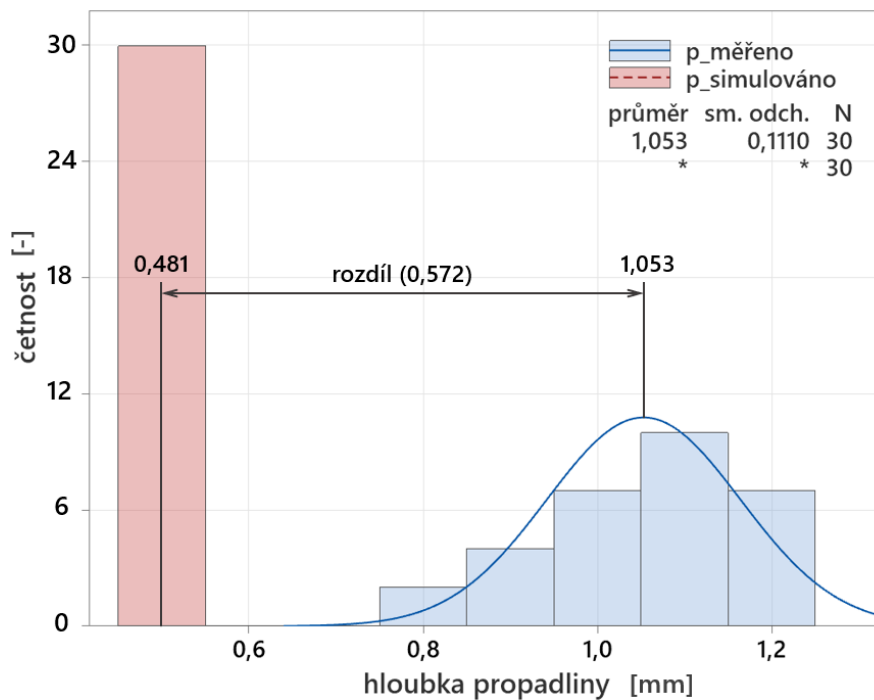 30
24
18
12
6
0
četnost [-]
p_měřeno
p_simulováno
průměr sm. odch. N
1,053 0,1110 30
* * 30
0,481
rozdíl (0,572)
1,053
0,6 0,8 1,0 1,2
hloubka propadliny [mm]